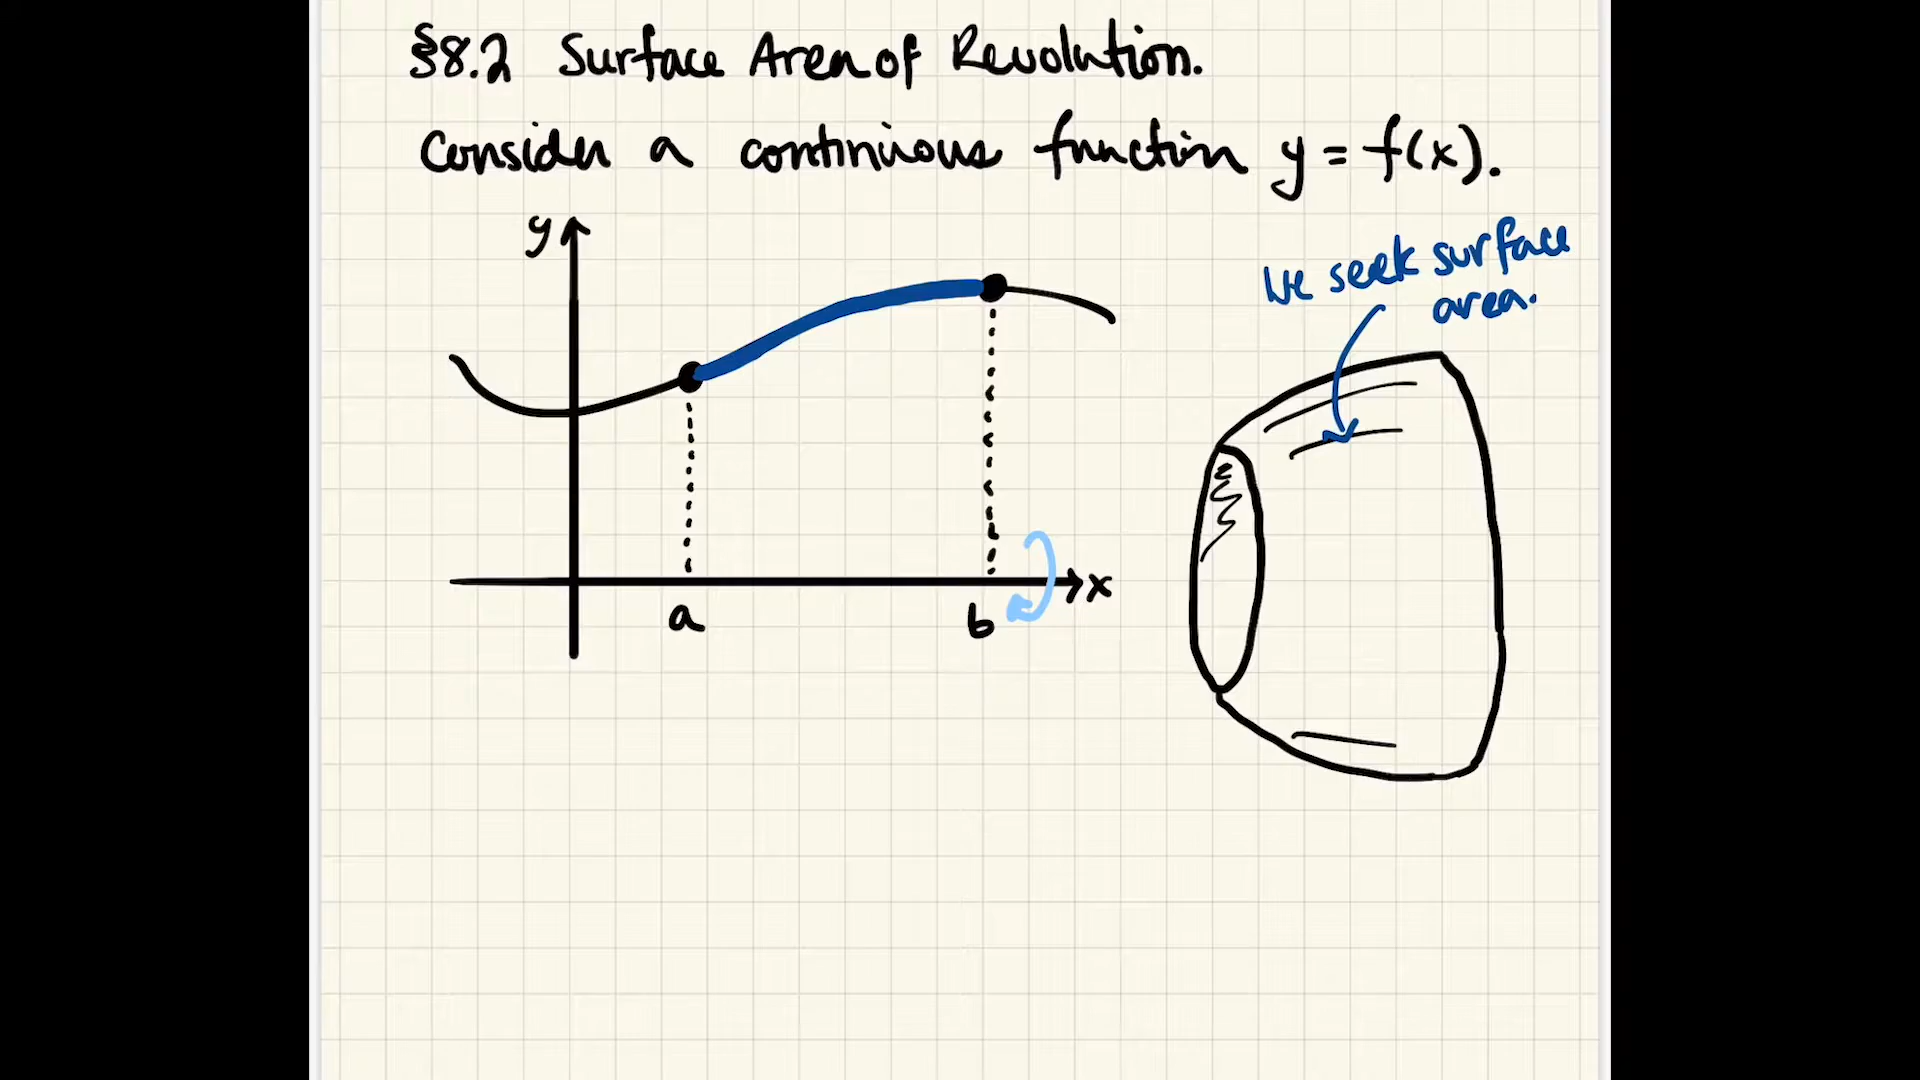 §8.2 Surface Area of Revolution.
Consider a continuous function y = f(x).
y
We seek surface
area.
x
a
b